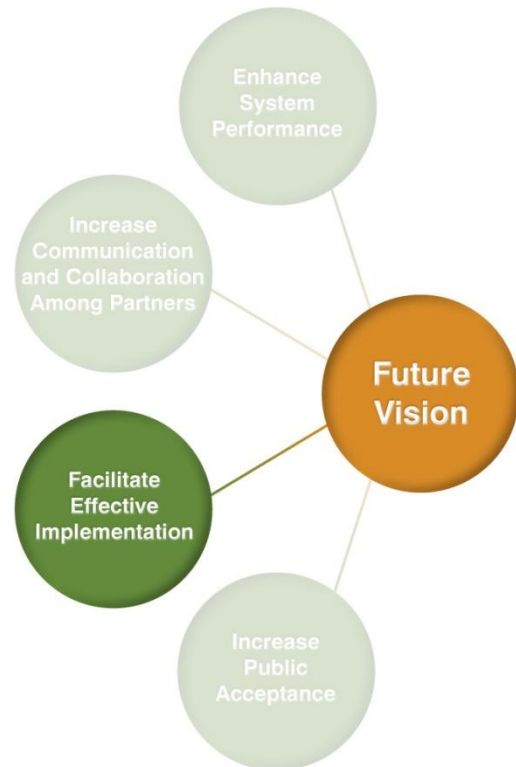 Enhance
System
Performance
Increase
Communication
and Collaboration
Among Partners
Future
Vision
Facilitate
Effective
Implementation
Increase
Public
Acceptance